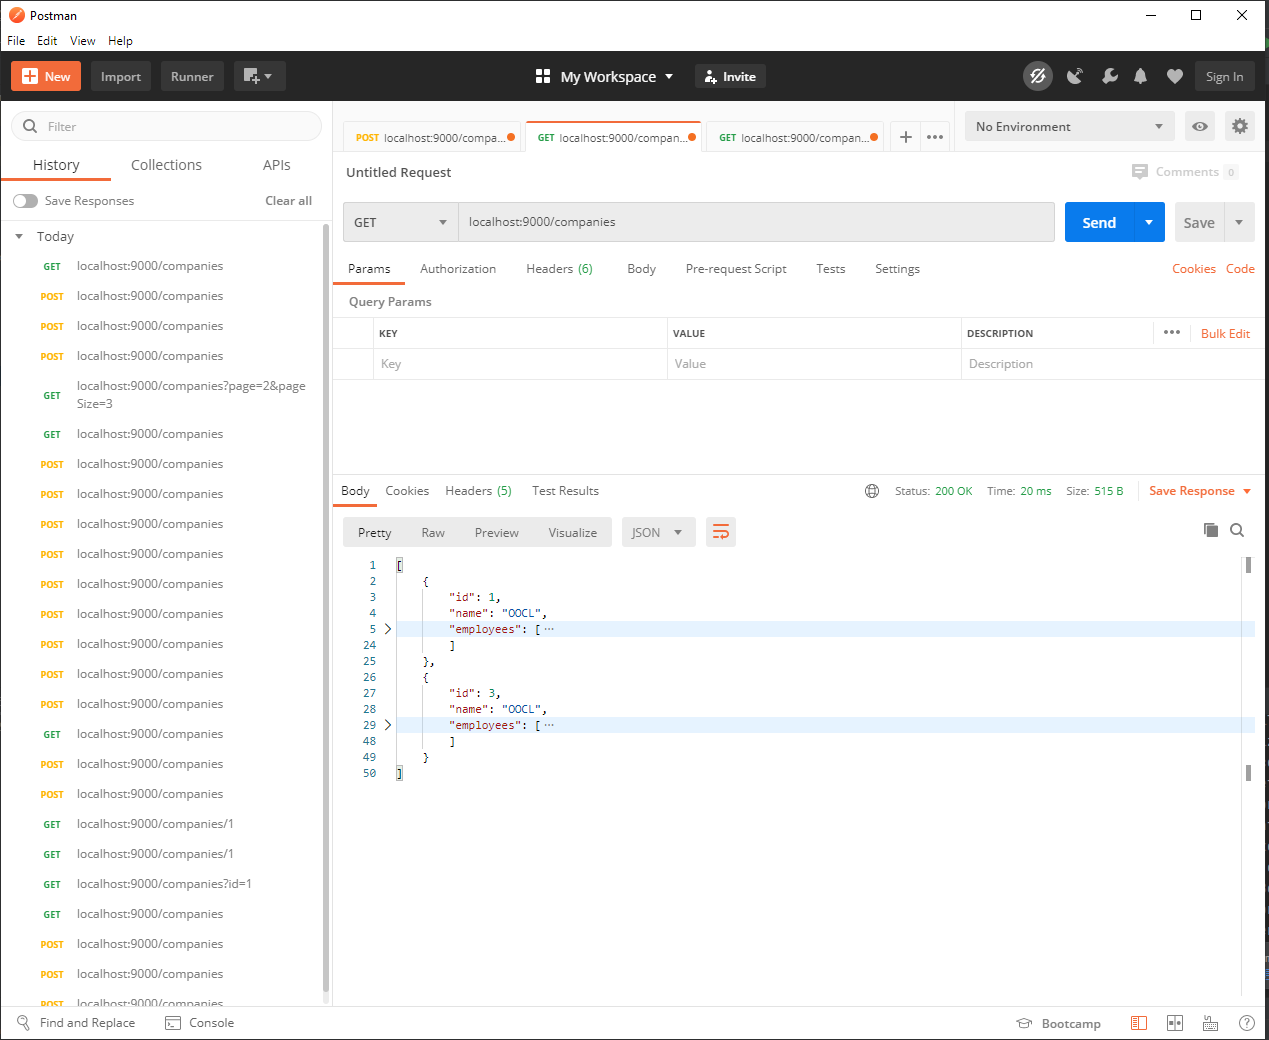 Postman
File Edit View Help
New Import Runner My Workspace Invite Sign In
Filter
History Collections APIs
Save Responses Clear all
Today
GET localhost:9000/companies
POST localhost:9000/companies
POST localhost:9000/companies
POST localhost:9000/companies
GET localhost:9000/companies?page=2&page
Size=3
GET localhost:9000/companies
POST localhost:9000/companies
POST localhost:9000/companies
POST localhost:9000/companies
POST localhost:9000/companies
POST localhost:9000/companies
POST localhost:9000/companies
POST localhost:9000/companies
POST localhost:9000/companies
POST localhost:9000/companies
GET localhost:9000/companies
POST localhost:9000/companies
POST localhost:9000/companies
GET localhost:9000/companies/1
GET localhost:9000/companies/1
GET localhost:9000/companies?id=1
GET localhost:9000/companies
POST localhost:9000/companies
POST localhost:9000/companies
POST localhost:9000/companies
POST localhost:9000/compa... GET localhost:9000/compan... GET localhost:9000/compan... No Environment
Untitled Request Comments 0
GET localhost:9000/companies Send Save
Params Authorization Headers (6) Body Pre-request Script Tests Settings Cookies Code
Query Params
KEY VALUE DESCRIPTION Bulk Edit
Key Value Description
Body Cookies Headers (5) Test Results Status: 200 OK Time: 20 ms Size: 515 B Save Response
Pretty Raw Preview Visualize JSON
1 [
2 {
3 "id": 1,
4 "name": "OOCL",
5 "employees": [ ...
24 ]
25 },
26 {
27 "id": 3,
28 "name": "OOCL",
29 "employees": [ ...
48 ]
49 }
50 ]
Find and Replace Console Bootcamp